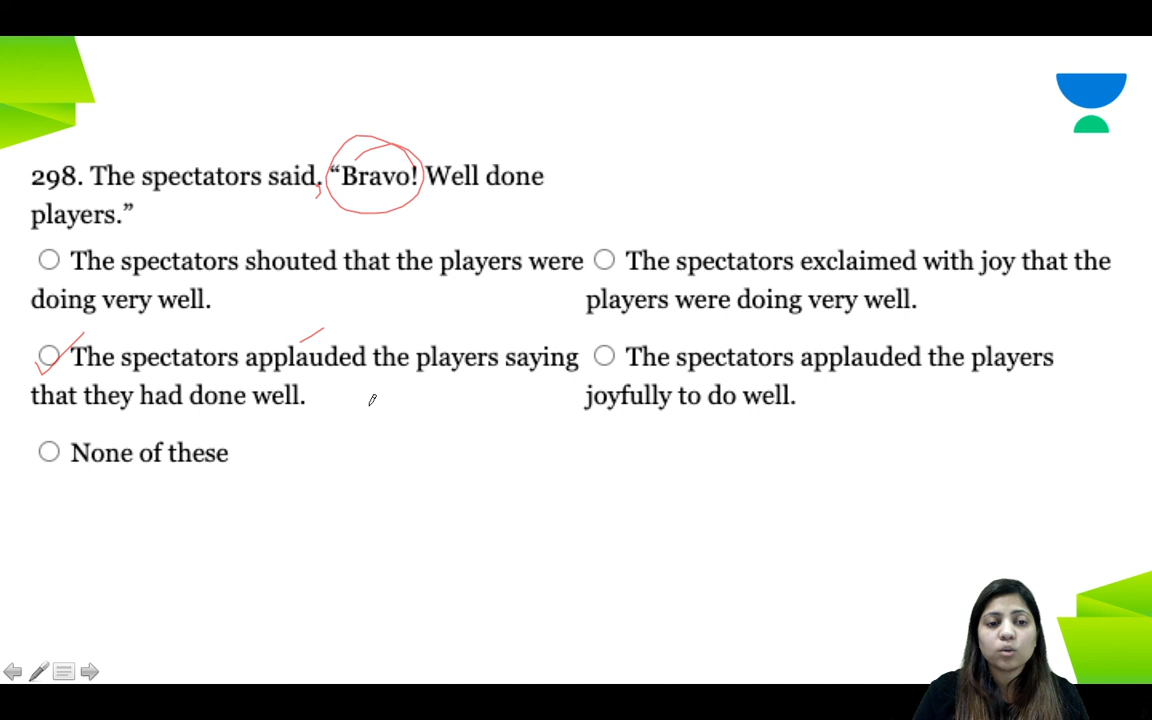 298. The spectators said, “Bravo! Well done
players.”
The spectators shouted that the players were
doing very well.
The spectators exclaimed with joy that the
players were doing very well.
The spectators applauded the players saying
that they had done well.
The spectators applauded the players
joyfully to do well.
None of these